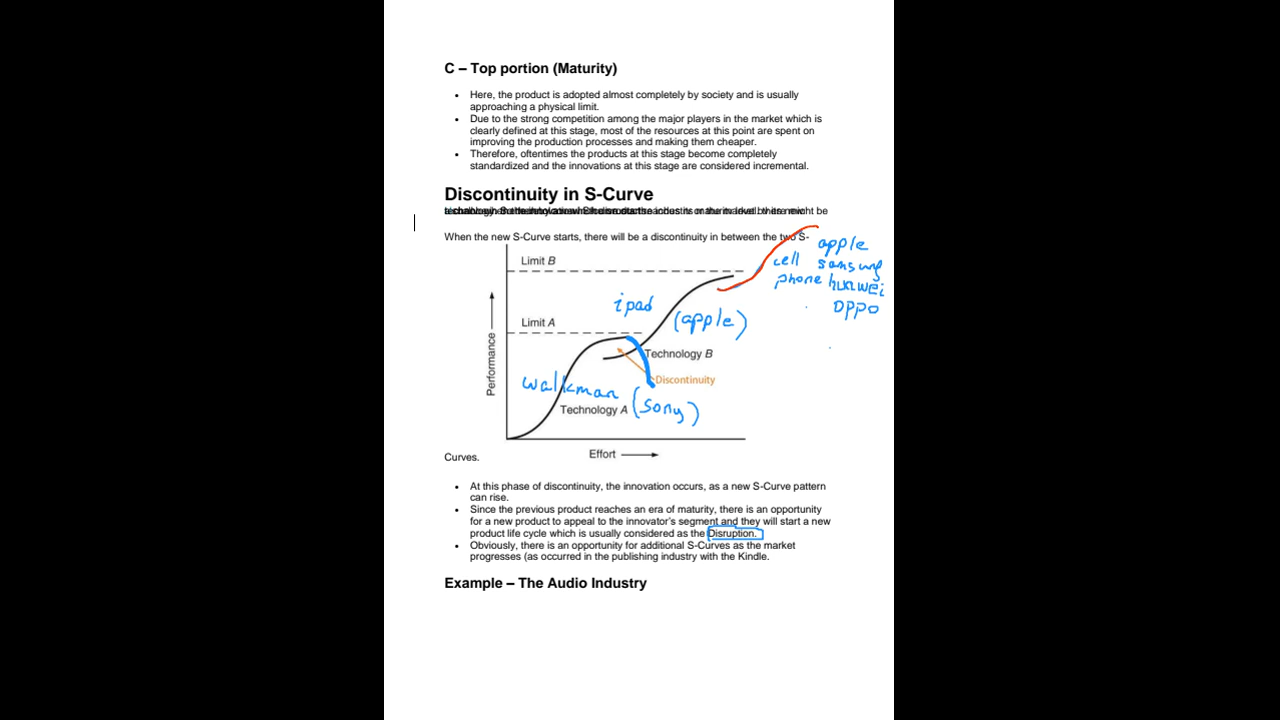 C – Top portion (Maturity)
• Here, the product is adopted almost completely by society and is usually
approaching a physical limit.
• Due to the strong competition among the major players in the market which is
clearly defined at this stage, most of the resources at this point are spent on
improving the production processes and making them cheaper.
• Therefore, oftentimes the products at this stage become completely
standardized and the innovations at this stage are considered incremental.
Discontinuity in S-Curve
might be
When the new S-Curve starts, there will be a discontinuity in between the two S-
apple
cell samsung
phone huawei
OPPO
Limit B
ipad
(apple)
Limit A
Technology B
Discontinuity
walkman
(sony)
Technology A
Performance
Effort
Curves.
• At this phase of discontinuity, the innovation occurs, as a new S-Curve pattern
can rise.
• Since the previous product reaches an era of maturity, there is an opportunity
for a new product to appeal to the innovator's segment and they will start a new
product life cycle which is usually considered as the Disruption.
• Obviously, there is an opportunity for additional S-Curves as the market
progresses (as occurred in the publishing industry with the Kindle.
Example – The Audio Industry